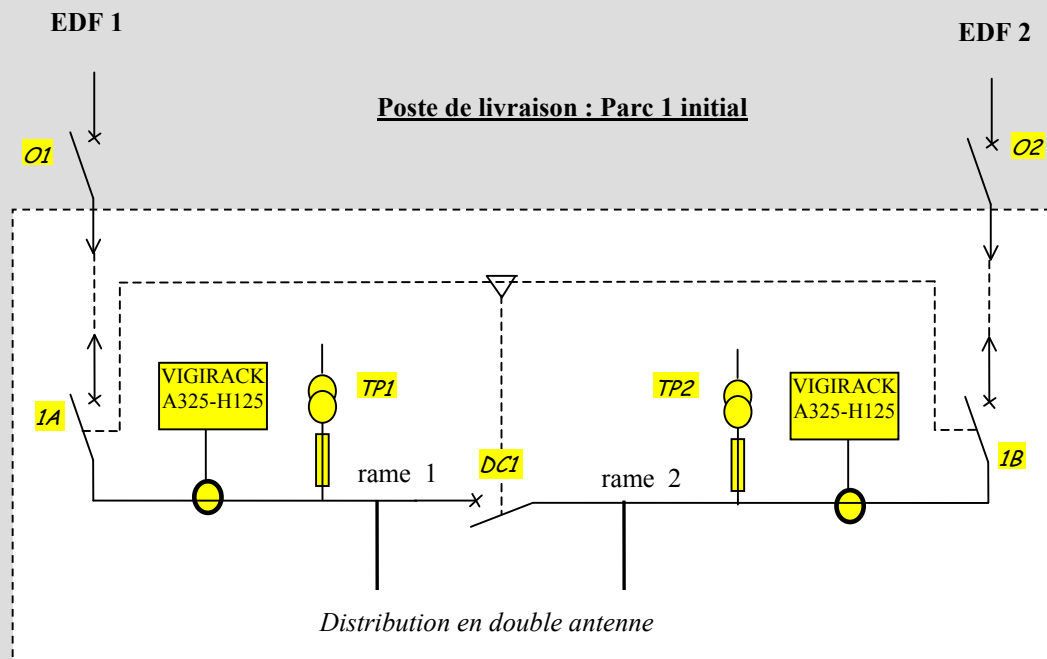 EDF 1
EDF 2
Poste de livraison : Parc 1 initial
O1
O2
VIGIRACK
A325-H125
TP1
TP2
VIGIRACK
A325-H125
1A
1B
rame 1
DC1
rame 2
Distribution en double antenne